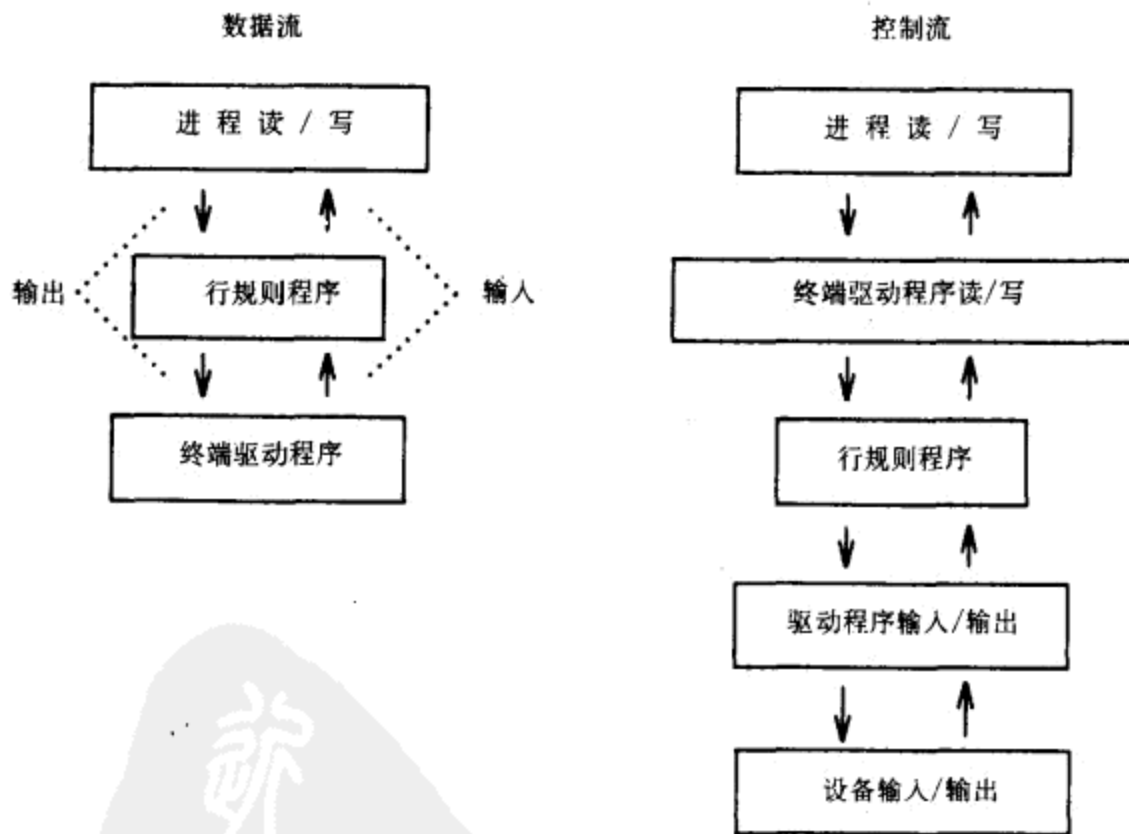 数据流
进程读/写
输出
行规则程序
输入
终端驱动程序
控制流
进程读/写
终端驱动程序读/写
行规则程序
驱动程序输入/输出
设备输入/输出